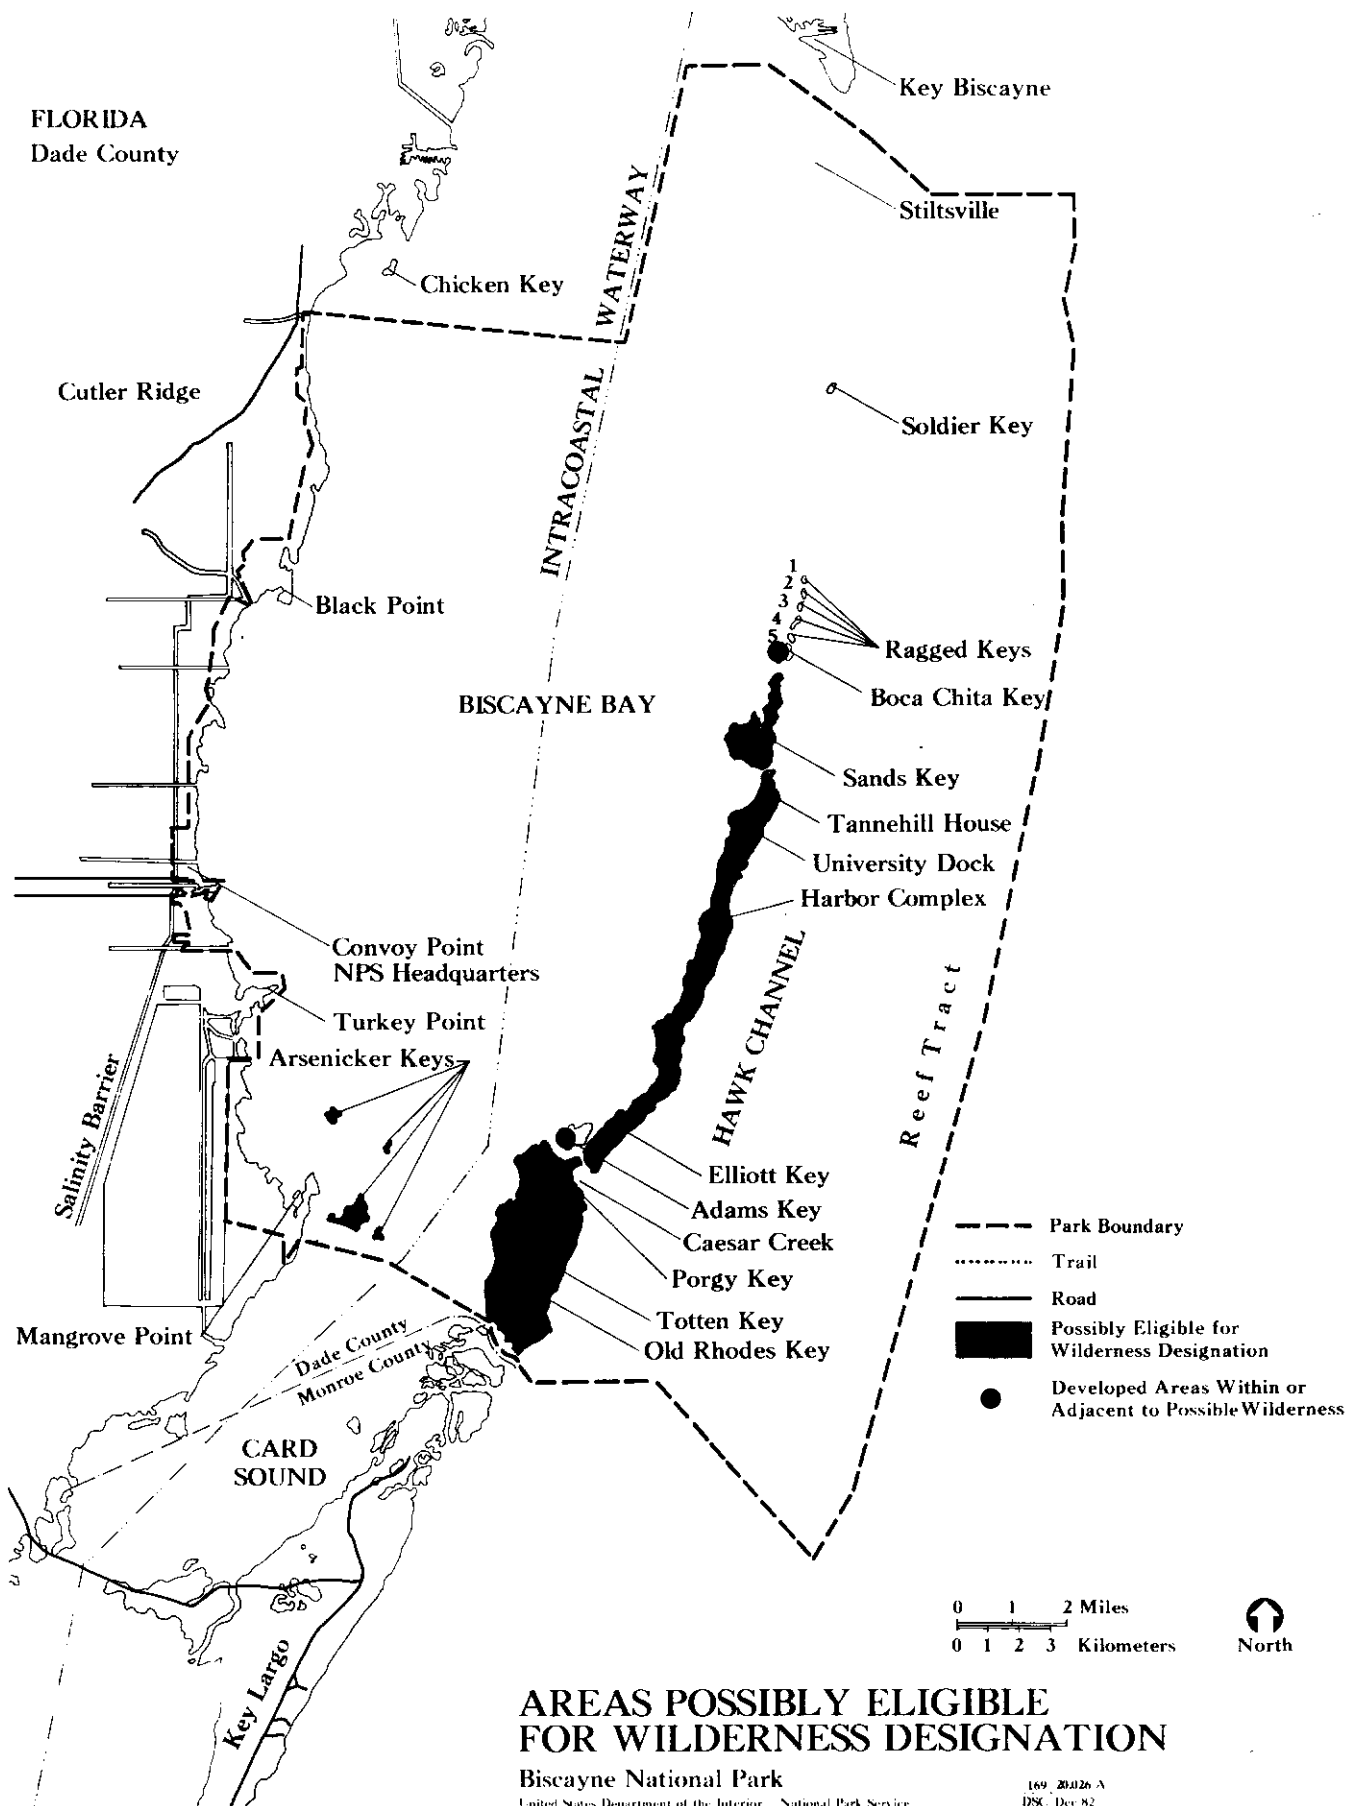 Key Biscayne
FLORIDA
Dade County
Stiltsville
WATERWAY
Chicken Key
INTRACOASTAL
Cutler Ridge
Soldier Key
1
2
3
4
5
Black Point
Ragged Keys
Boca Chita Key
BISCAYNE BAY
Sands Key
Tannehill House
University Dock
Harbor Complex
Convoy Point
NPS Headquarters
HAWK CHANNEL
Reef Tract
Turkey Point
Arsenicker Keys
Salinity Barrier
Elliott Key
Adams Key
Caesar Creek
Porgy Key
Totten Key
Old Rhodes Key
Mangrove Point
Dade County
Monroe County
Park Boundary
Trail
Road
Possibly Eligible for
Wilderness Designation
Developed Areas Within or
Adjacent to Possible Wilderness
CARD
SOUND
Key Largo
0 1 2 Miles
0 1 2 3 Kilometers
North
AREAS POSSIBLY ELIGIBLE
FOR WILDERNESS DESIGNATION
Biscayne National Park
United States Department of the Interior National Park Service
169 20,026 A
DSC Dec 82